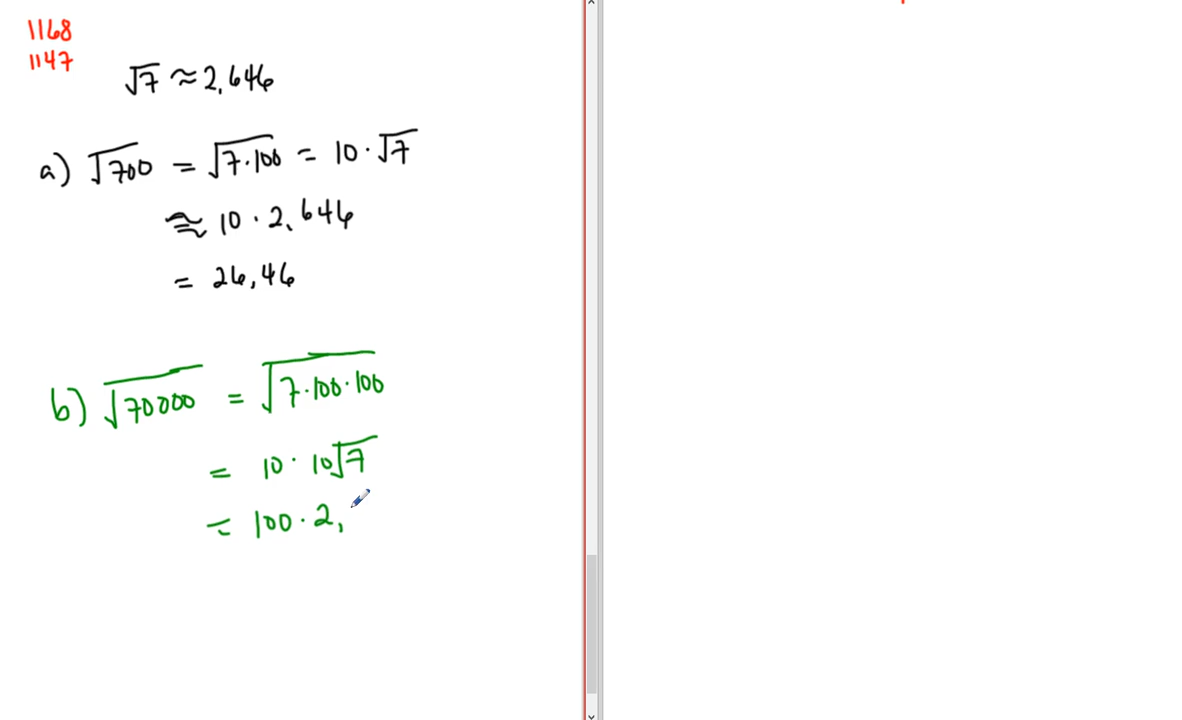 1168
1147
√7 ≈ 2,646
a) √700 = √7·100 = 10·√7
≈ 10·2,646
= 26,46
b) √70000 = √7·100·100
= 10·10√7
= 100·2,